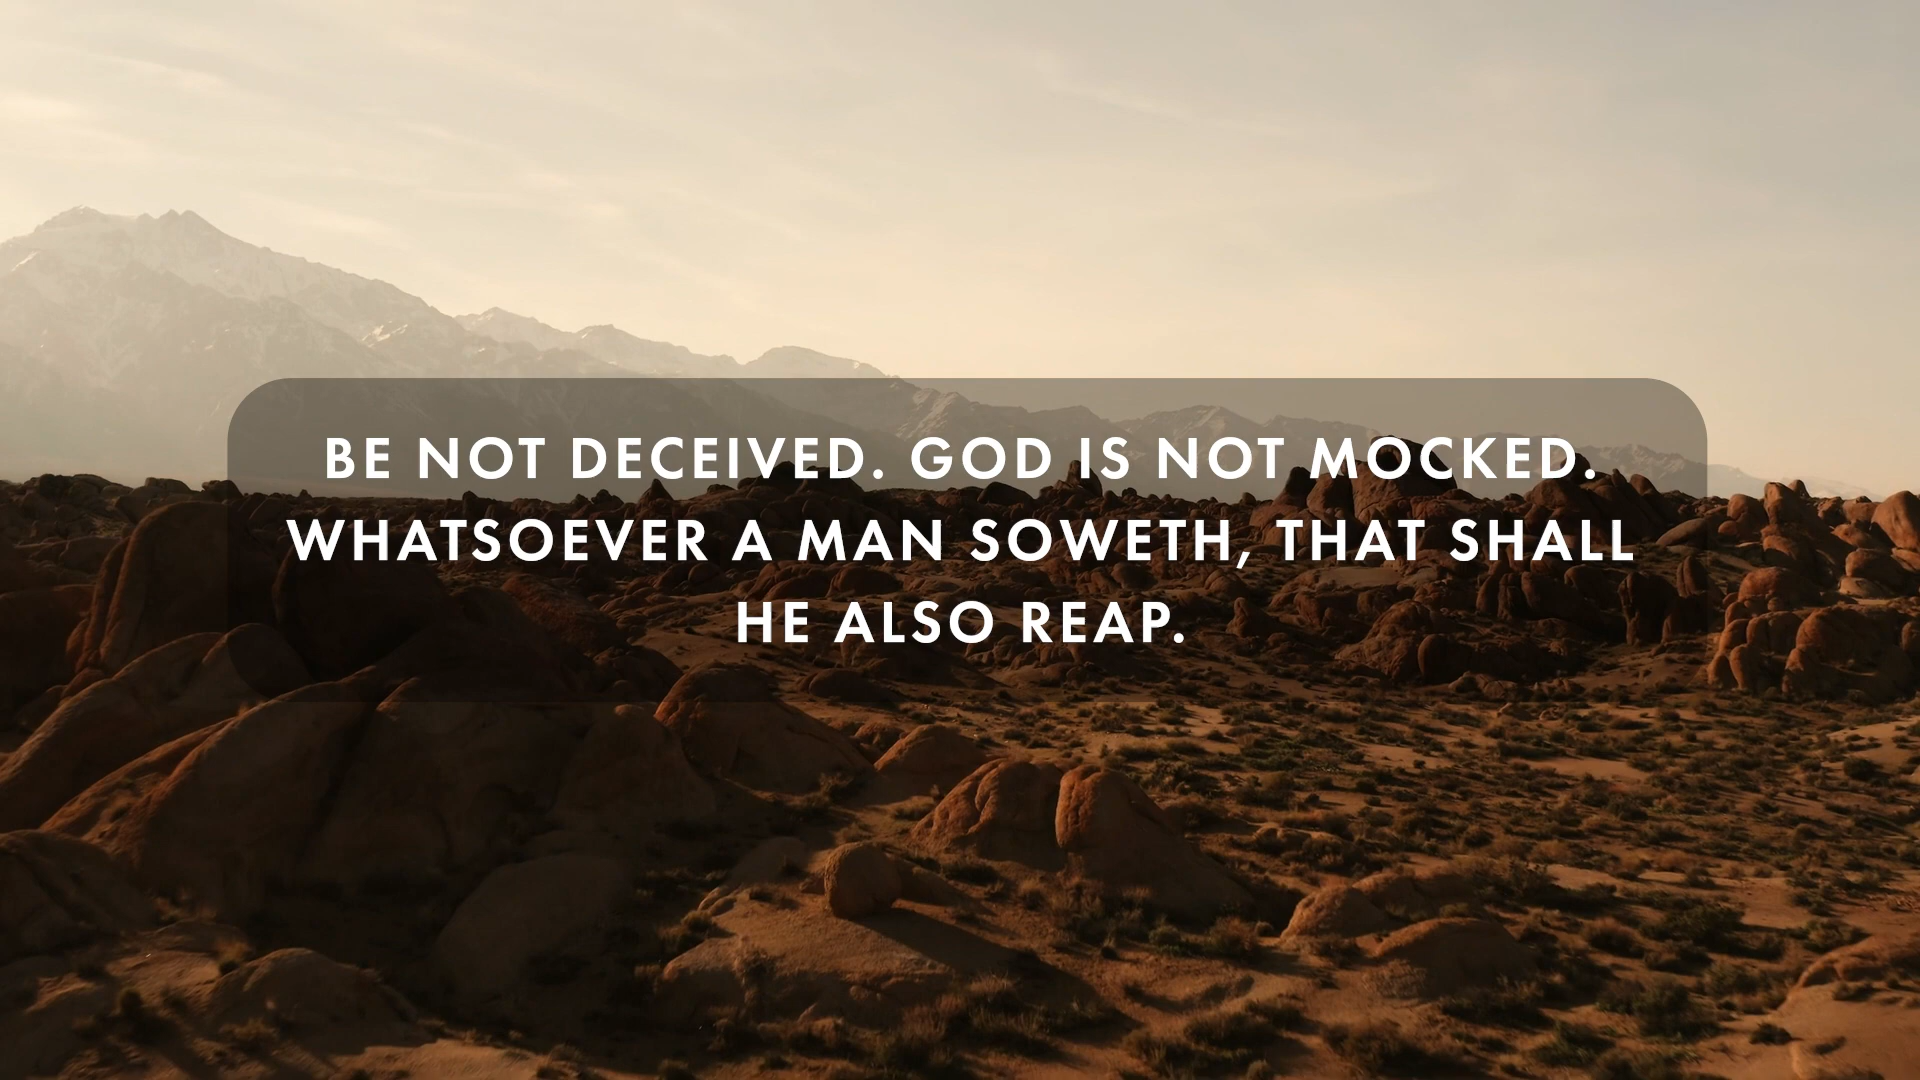 BE NOT DECEIVED. GOD IS NOT MOCKED.
WHATSOEVER A MAN SOWETH, THAT SHALL
HE ALSO REAP.